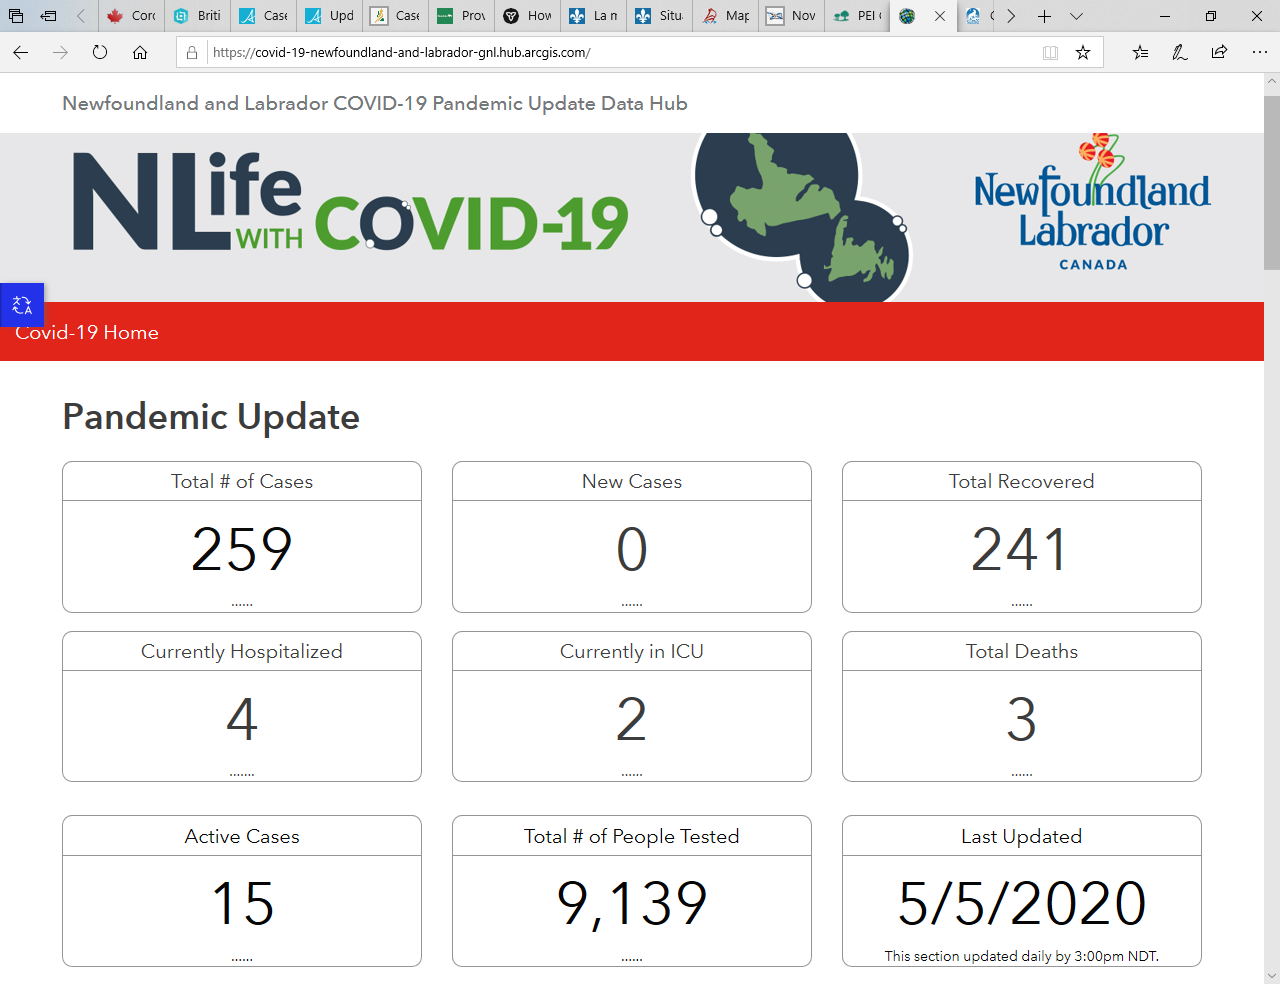 Corc
Briti
Case
Upd
Case
Prov
How
La m
Situ
Map
Nov
PEI
https://covid-19-newfoundland-and-labrador-gnl.hub.arcgis.com/
Newfoundland and Labrador COVID-19 Pandemic Update Data Hub
NLife WITH COVID-19
Newfoundland
Labrador
CANADA
Covid-19 Home
Pandemic Update
Total # of Cases
259
......
New Cases
0
......
Total Recovered
241
......
Currently Hospitalized
4
.......
Currently in ICU
2
......
Total Deaths
3
......
Active Cases
15
......
Total # of People Tested
9,139
......
Last Updated
5/5/2020
This section updated daily by 3:00pm NDT.